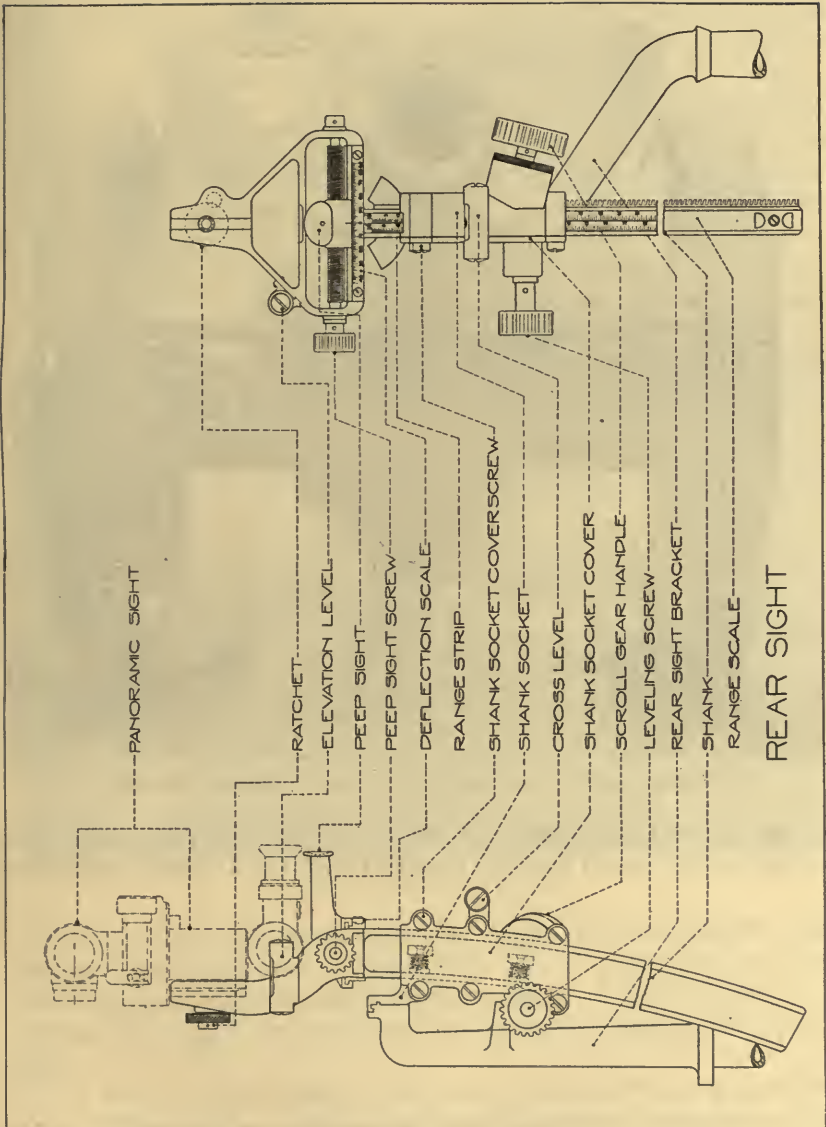 PANORAMIC SIGHT
RATCHET
ELEVATION LEVEL
PEEP SIGHT
PEEP SIGHT SCREW
DEFLECTION SCALE
RANGE STRIP
SHANK SOCKET COVER SCREW
SHANK SOCKET
CROSS LEVEL
SHANK SOCKET COVER
SCROLL GEAR HANDLE
LEVELING SCREW
REAR SIGHT BRACKET
SHANK
RANGE SCALE
REAR SIGHT